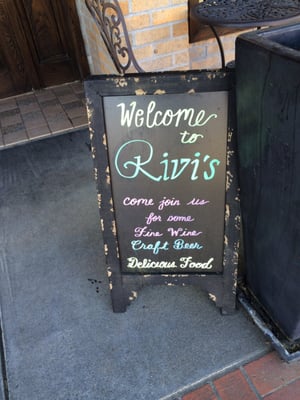 Welcome
to
Rivi's
come join us
for some
Fine Wine
Craft Beer
Delicious Food